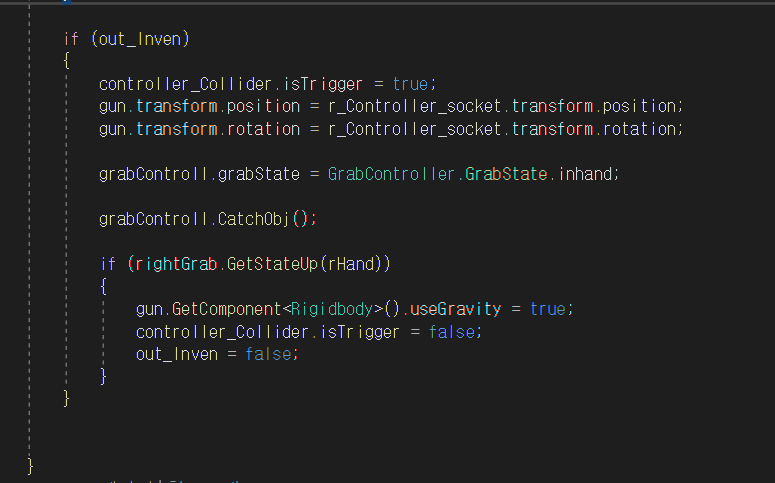 if (out_Inven)
{
controller_Collider.isTrigger = true;
gun.transform.position = r_Controller_socket.transform.position;
gun.transform.rotation = r_Controller_socket.transform.rotation;
grabControll.grabState = GrabController.GrabState.inhand;
grabControll.CatchObj();
if (rightGrab.GetStateUp(rHand))
{
gun.GetComponent<Rigidbody>().useGravity = true;
controller_Collider.isTrigger = false;
out_Inven = false;
}
}
}